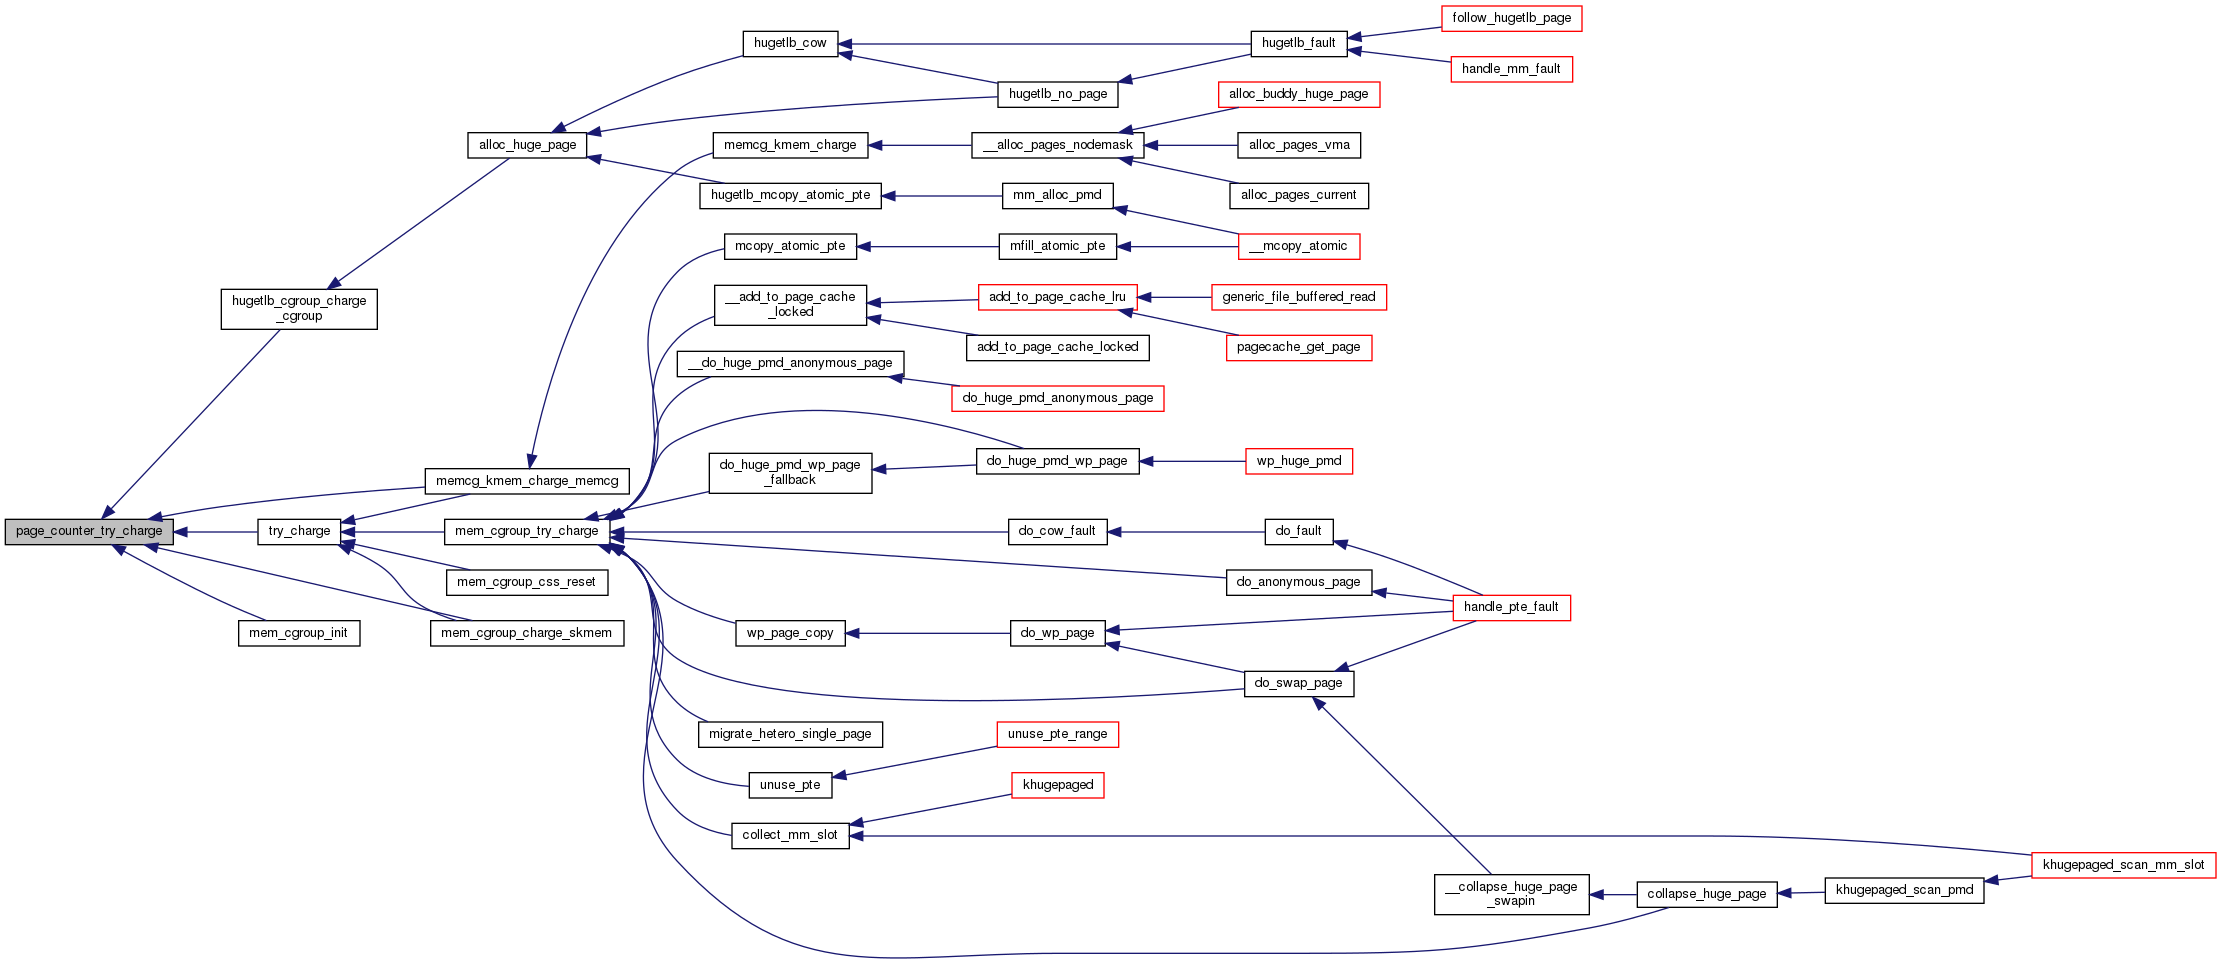 follow_hugetlb_page
hugetlb_cow
hugetlb_fault
handle_mm_fault
hugetlb_no_page
alloc_buddy_huge_page
alloc_huge_page
memcg_kmem_charge
__alloc_pages_nodemask
alloc_pages_vma
hugetlb_mcopy_atomic_pte
mm_alloc_pmd
alloc_pages_current
mcopy_atomic_pte
mfill_atomic_pte
__mcopy_atomic
hugetlb_cgroup_charge
_cgroup
__add_to_page_cache
_locked
add_to_page_cache_lru
generic_file_buffered_read
add_to_page_cache_locked
pagecache_get_page
__do_huge_pmd_anonymous_page
do_huge_pmd_anonymous_page
memcg_kmem_charge_memcg
do_huge_pmd_wp_page
_fallback
do_huge_pmd_wp_page
wp_huge_pmd
page_counter_try_charge
try_charge
mem_cgroup_try_charge
do_cow_fault
do_fault
mem_cgroup_css_reset
do_anonymous_page
handle_pte_fault
mem_cgroup_init
mem_cgroup_charge_skmem
wp_page_copy
do_wp_page
do_swap_page
migrate_hetero_single_page
unuse_pte_range
unuse_pte
khugepaged
collect_mm_slot
khugepaged_scan_mm_slot
__collapse_huge_page
_swapin
collapse_huge_page
khugepaged_scan_pmd